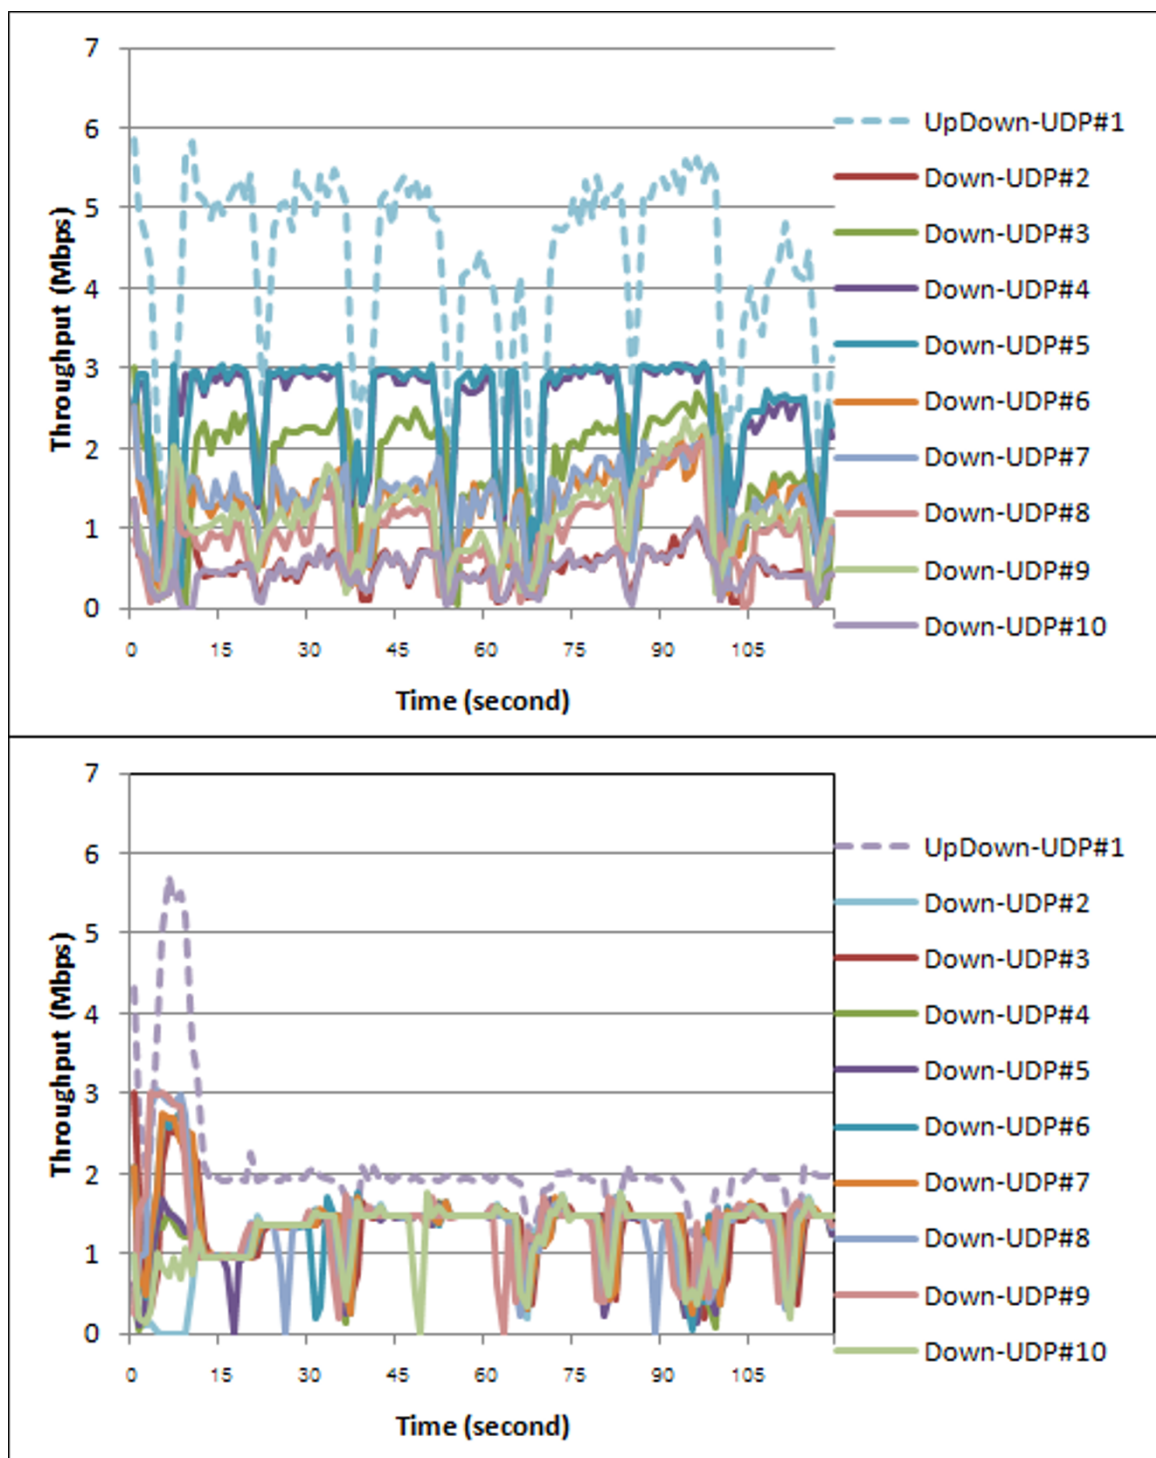 7
6
5
4
3
2
1
0
Throughput (Mbps)
0 15 30 45 60 75 90 105
Time (second)
UpDown-UDP#1
Down-UDP#2
Down-UDP#3
Down-UDP#4
Down-UDP#5
Down-UDP#6
Down-UDP#7
Down-UDP#8
Down-UDP#9
Down-UDP#10
7
6
5
4
3
2
1
0
Throughput (Mbps)
0 15 30 45 60 75 90 105
Time (second)
UpDown-UDP#1
Down-UDP#2
Down-UDP#3
Down-UDP#4
Down-UDP#5
Down-UDP#6
Down-UDP#7
Down-UDP#8
Down-UDP#9
Down-UDP#10